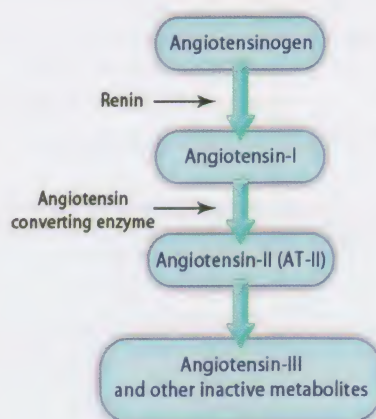 Angiotensinogen
Renin
Angiotensin-I
Angiotensin
converting enzyme
Angiotensin-II (AT-II)
Angiotensin-III
and other inactive metabolites